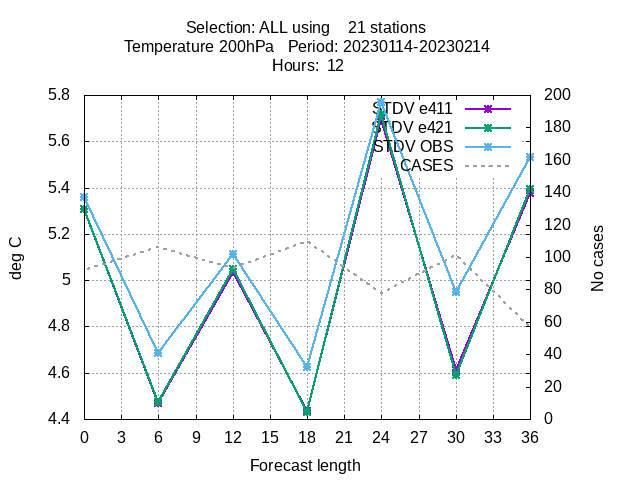 Selection: ALL using    21 stations
Temperature 200hPa   Period: 20230114-20230214
Hours:  12
STDV e411
STDV e421
STDV OBS
CASES
5.8
5.6
5.4
5.2
5
4.8
4.6
4.4
200
180
160
140
120
100
80
60
40
20
0
deg C
No cases
0 3 6 9 12 15 18 21 24 27 30 33 36
Forecast length